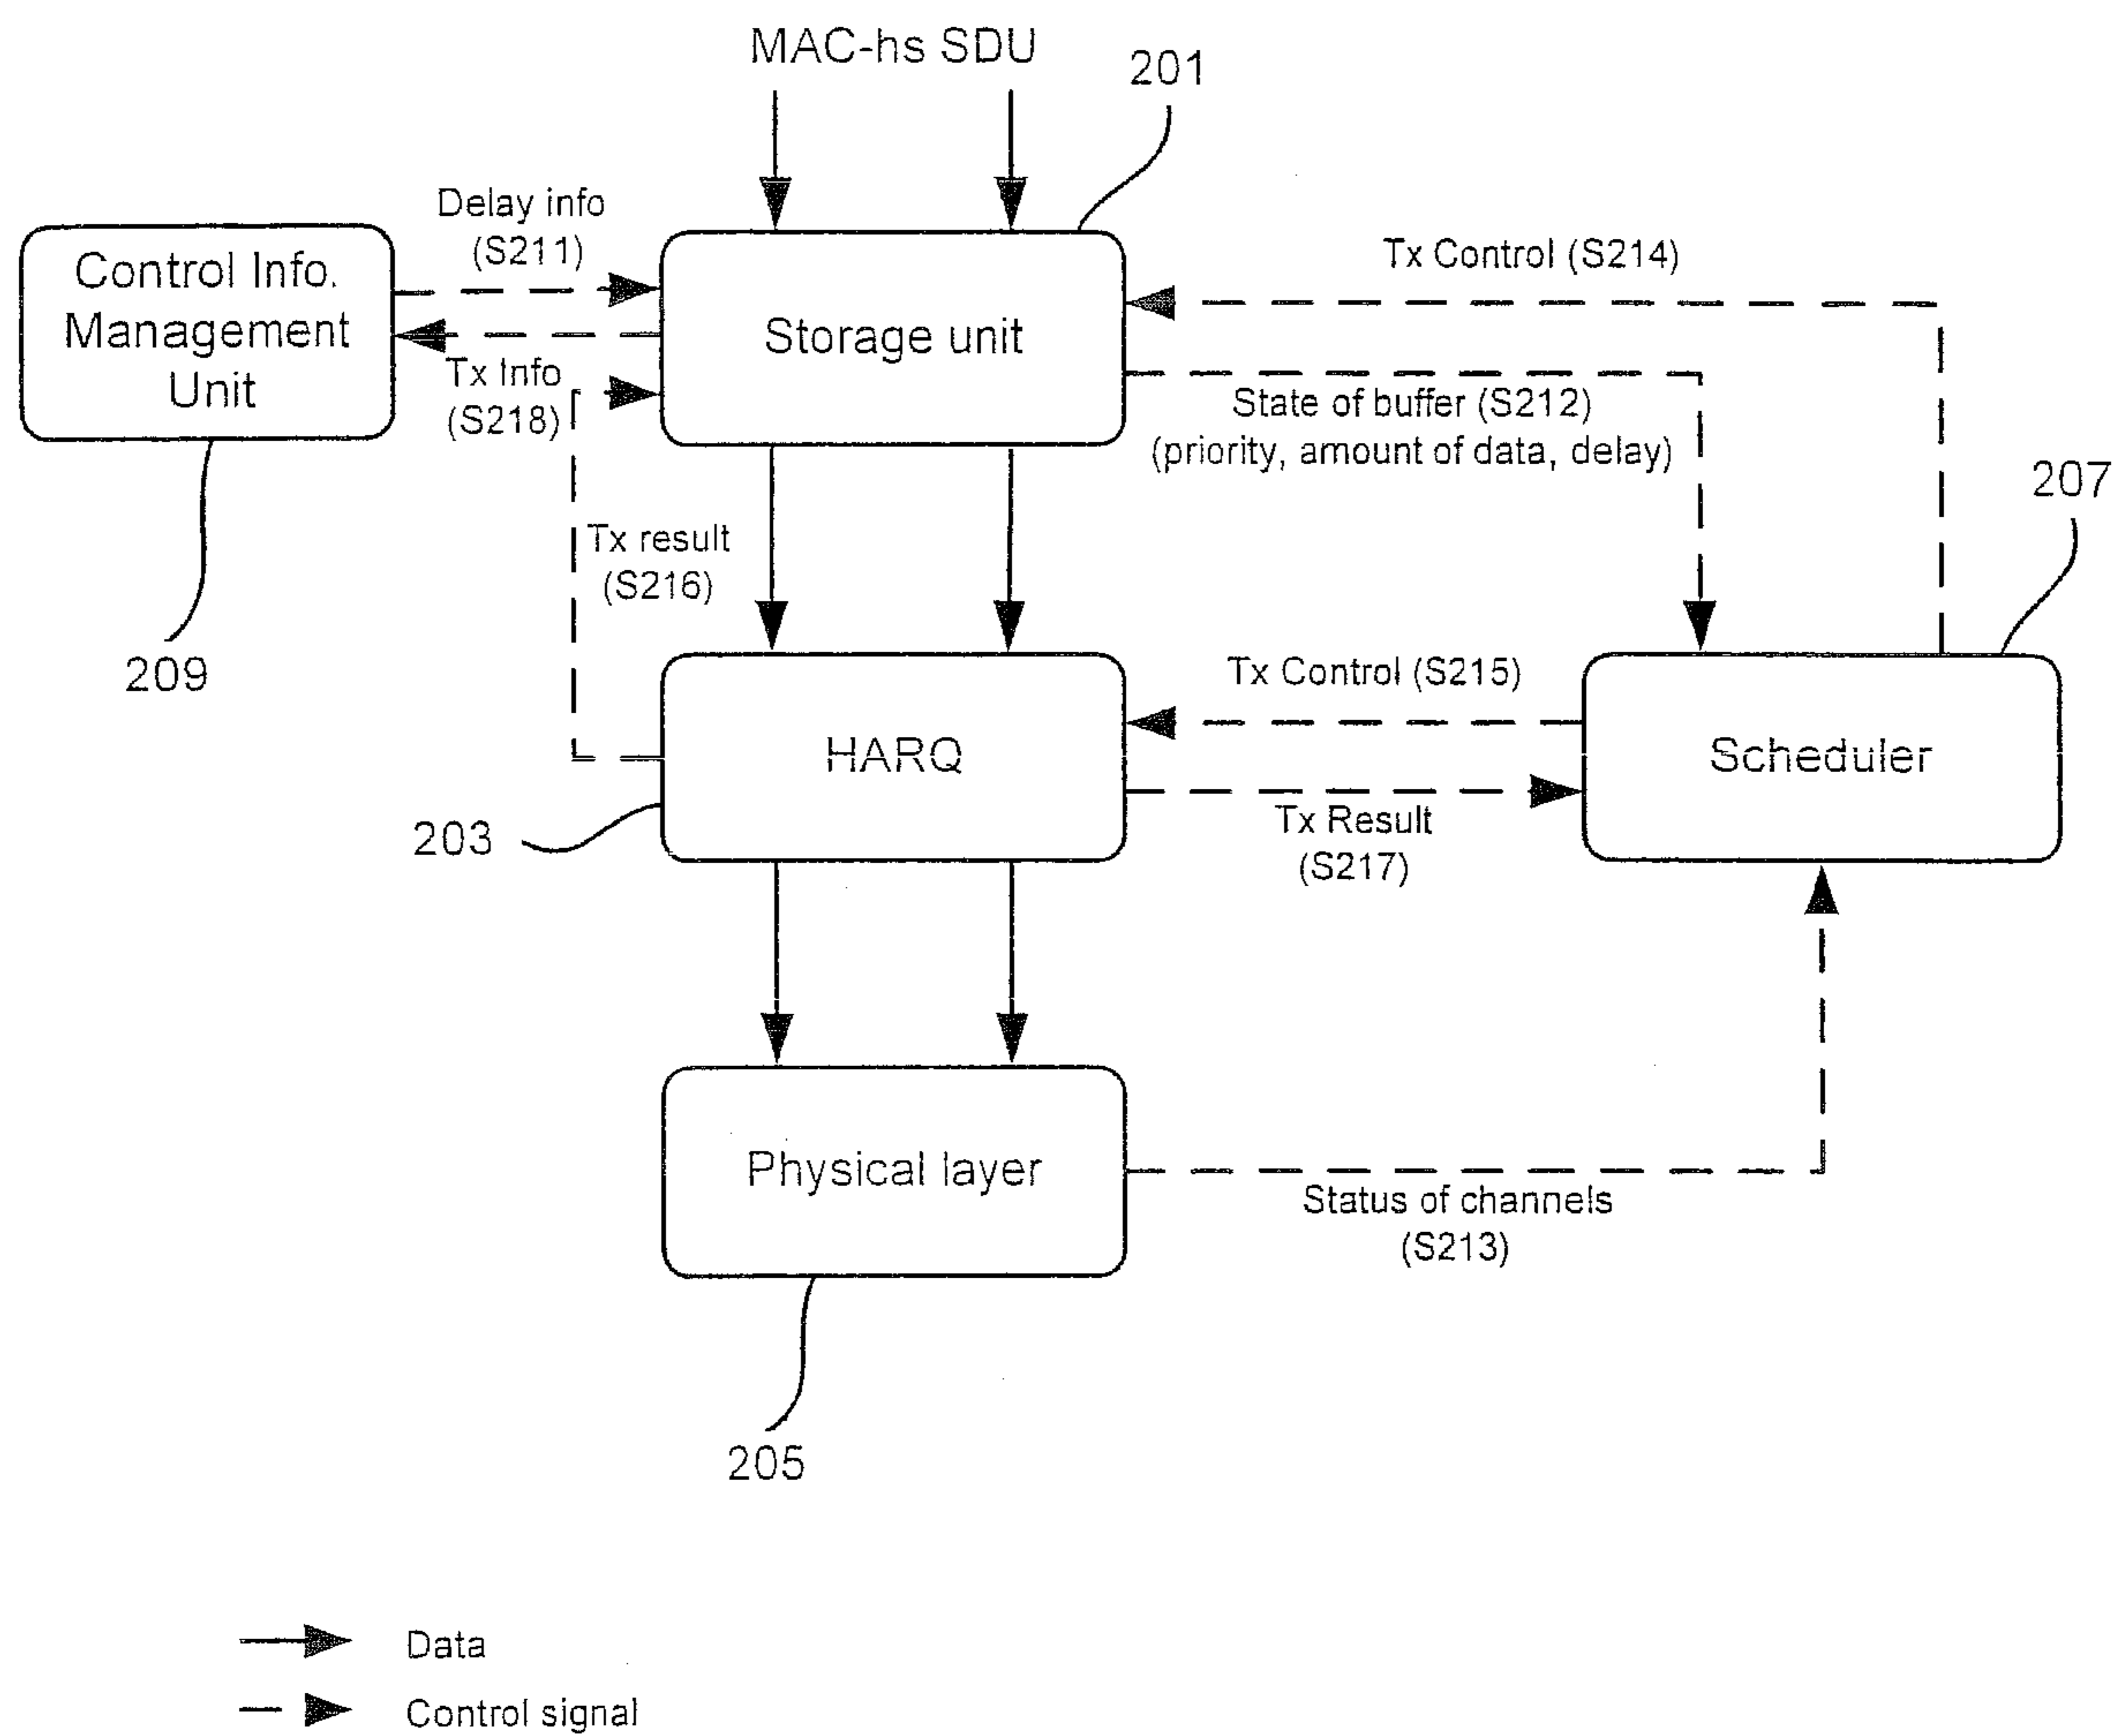 MAC-hs SDU
201
Delay info
(S211)
Control Info.
Management
Unit
Tx Info
(S218)
209
Storage unit
Tx Control (S214)
State of buffer (S212)
(priority, amount of data, delay)
207
Tx result
(S216)
HARQ
203
Tx Control (S215)
Tx Result
(S217)
Scheduler
Physical layer
205
Status of channels
(S213)
Data
Control signal